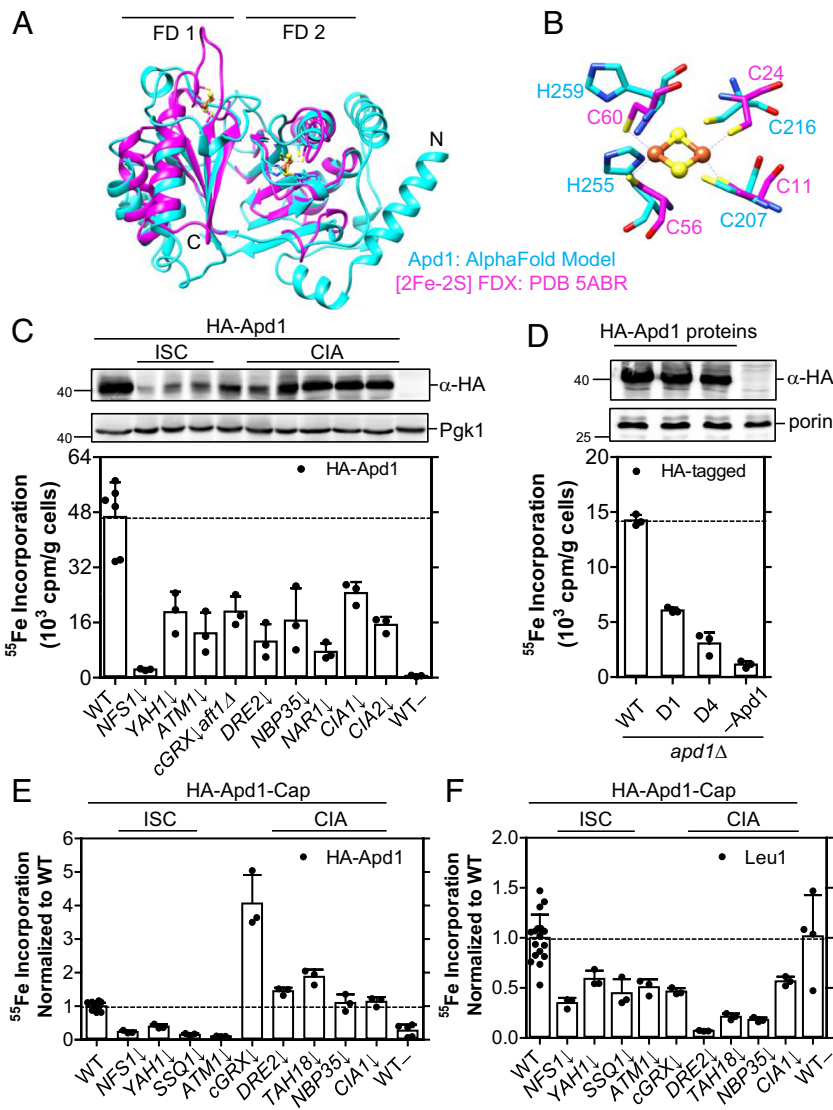 A
FD 1
FD 2
N
C
Apd1: AlphaFold Model
[2Fe-2S] FDX: PDB 5ABR
B
H259
C60
C24
C216
H255
C56
C11
C207
C
HA-Apd1
ISC
CIA
40
α-HA
40
Pgk1
⁵⁵Fe Incorporation
(10³ cpm/g cells)
64
48
32
16
0
HA-Apd1
WT
NFS1↓
YAH1↓
ATM1↓
cGRX↓aft1Δ
DRE2↓
NBP35↓
NAR1↓
CIA1↓
CIA2↓
WT–
D
HA-Apd1 proteins
40
α-HA
25
porin
⁵⁵Fe Incorporation
(10³ cpm/g cells)
20
15
10
5
0
HA-tagged
WT
D1
D4
–Apd1
apd1Δ
E
HA-Apd1-Cap
ISC
CIA
⁵⁵Fe Incorporation
Normalized to WT
6
5
4
3
2
1
0
HA-Apd1
WT
NFS1↓
YAH1↓
SSQ1↓
ATM1↓
cGRX↓
DRE2↓
TAH18↓
NBP35↓
CIA1↓
WT–
F
HA-Apd1-Cap
ISC
CIA
⁵⁵Fe Incorporation
Normalized to WT
2.0
1.5
1.0
0.5
0.0
Leu1
WT
NFS1↓
YAH1↓
SSQ1↓
ATM1↓
cGRX↓
DRE2↓
TAH18↓
NBP35↓
CIA1↓
WT–